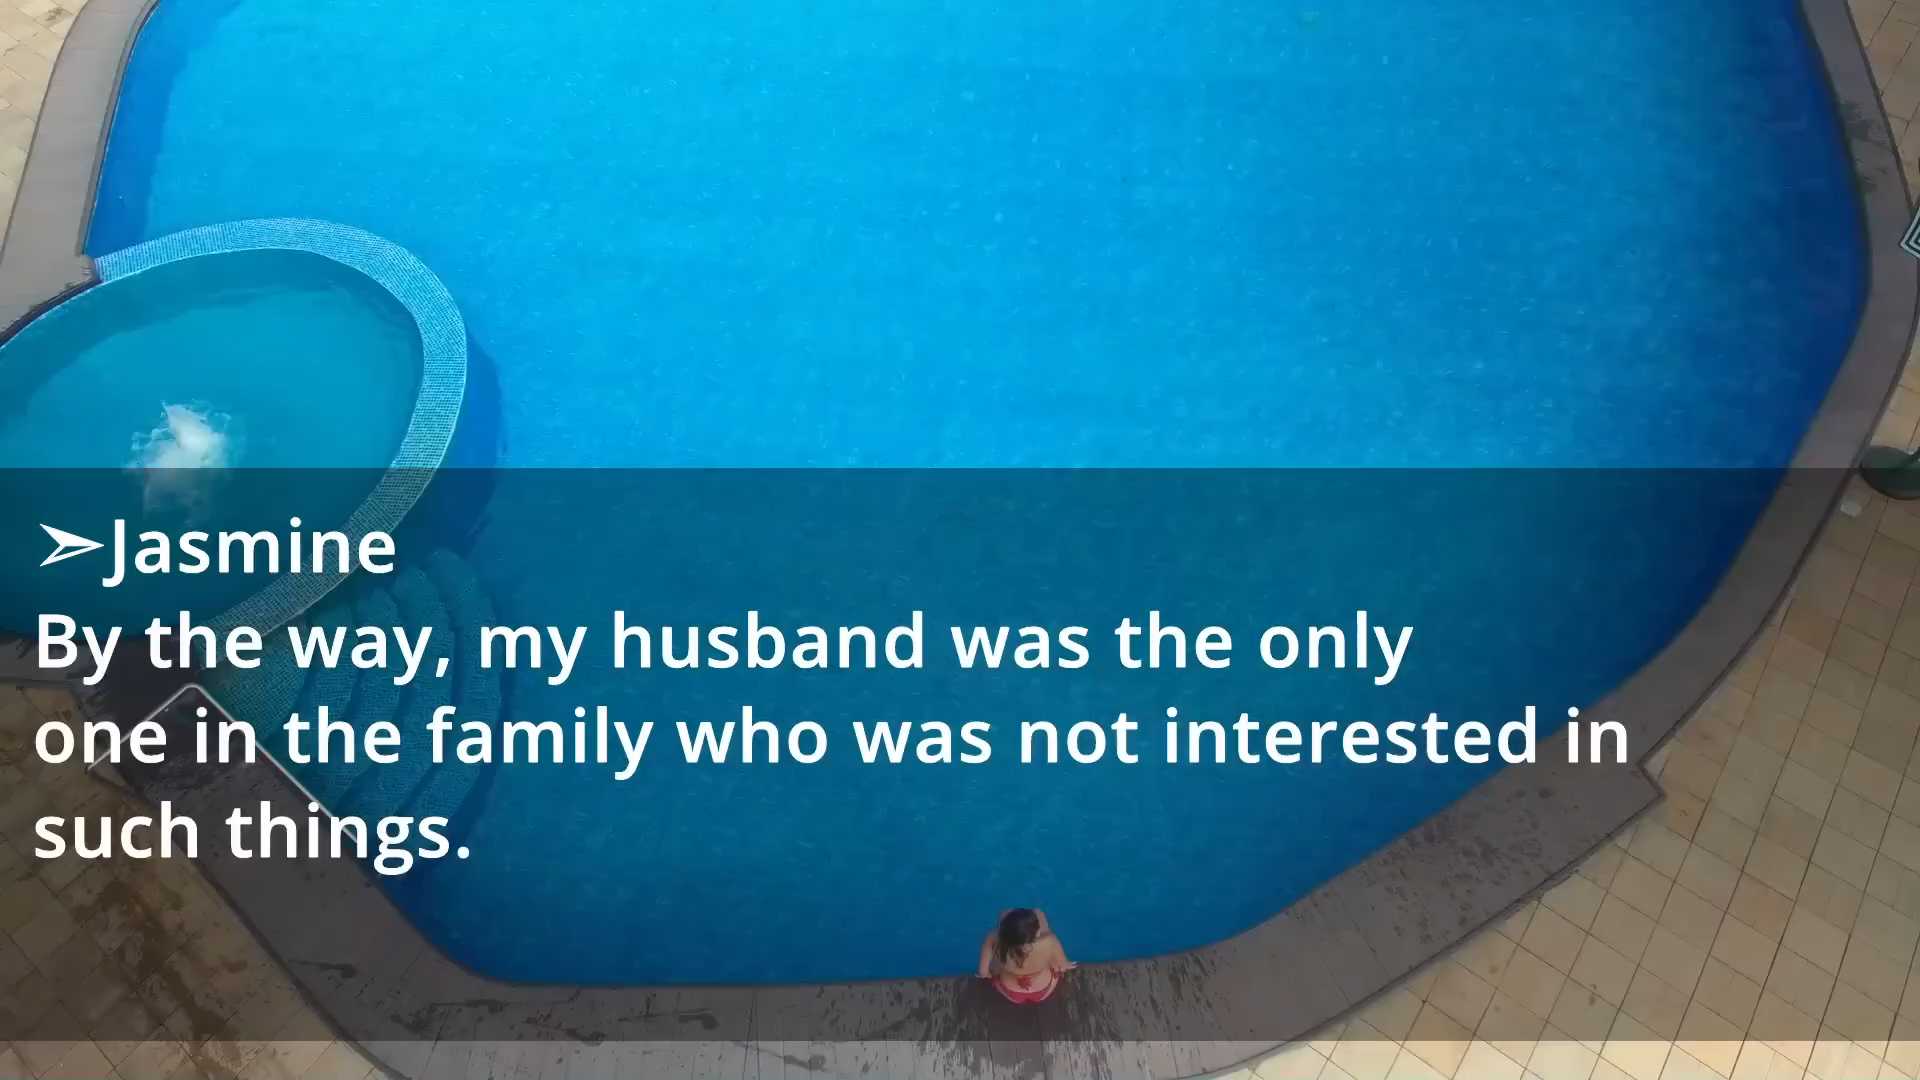 ➢Jasmine
By the way, my husband was the only
one in the family who was not interested in
such things.